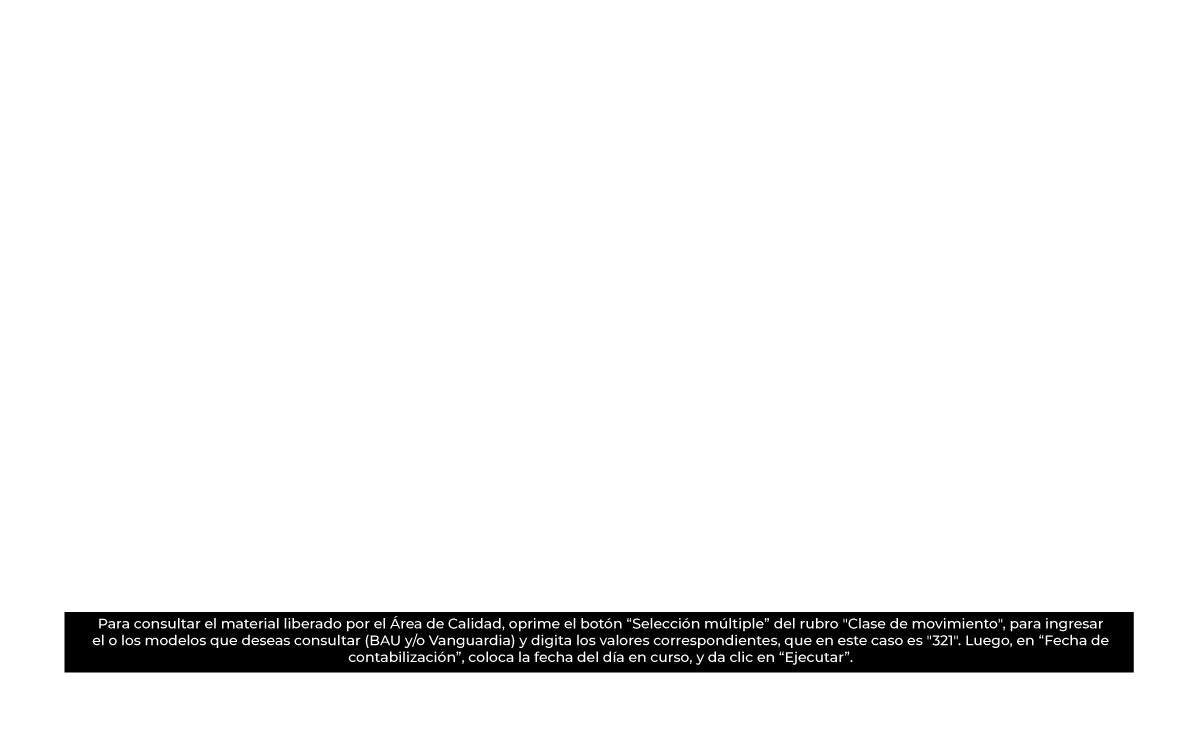 Para consultar el material liberado por el Área de Calidad, oprime el botón “Selección múltiple” del rubro "Clase de movimiento", para ingresar
el o los modelos que deseas consultar (BAU y/o Vanguardia) y digita los valores correspondientes, que en este caso es "321". Luego, en “Fecha de
contabilización”, coloca la fecha del día en curso, y da clic en “Ejecutar”.